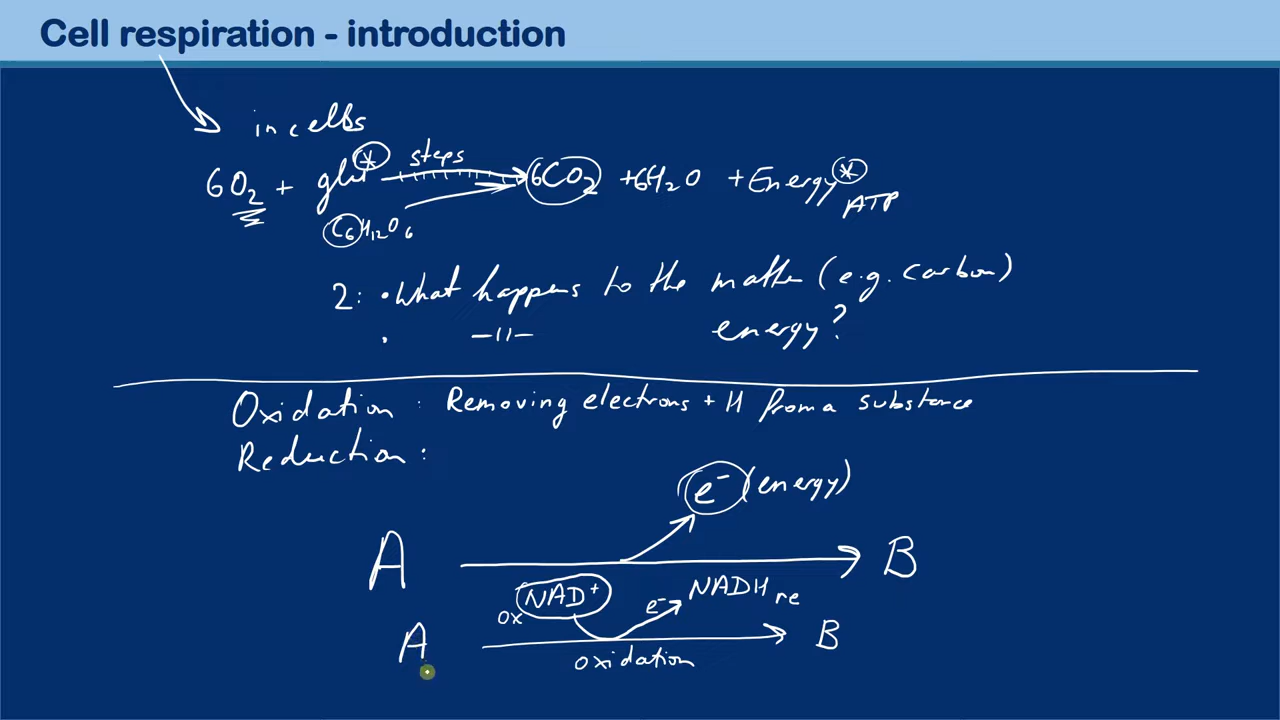 Cell respiration - introduction
in cells
6O₂ + glu* steps 6CO₂ + 6H₂O + Energy*
ATP
C₆H₁₂O₆
2: • What happens to the matter (e.g. carbon)
• —11— energy?
Oxidation: Removing electrons + H from a substance
Reduction:
e⁻ (energy)
A B
ox NAD⁺ e⁻ NADH re
A B
oxidation